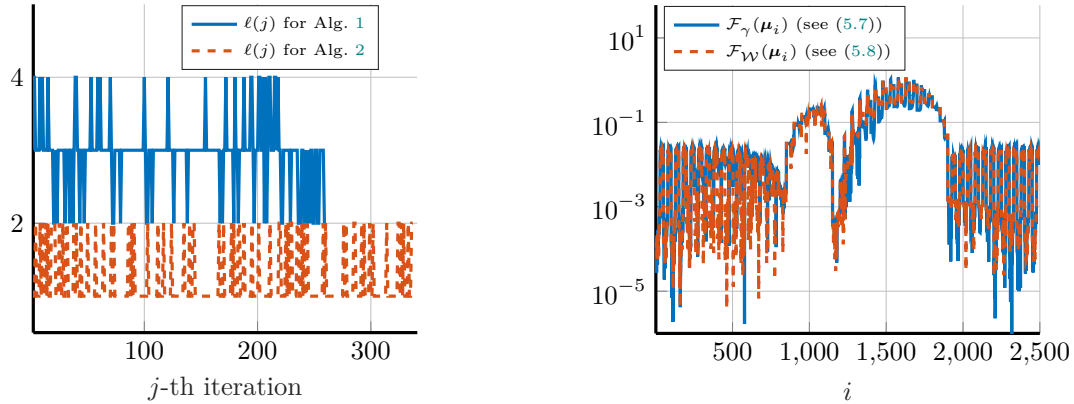 ℓ(j) for Alg. 1
ℓ(j) for Alg. 2
4
2
100
200
300
j-th iteration
ℱ_γ(μ_i) (see (5.7))
ℱ_𝒲(μ_i) (see (5.8))
10^1
10^−1
10^−3
10^−5
500
1,000
1,500
2,000
2,500
i